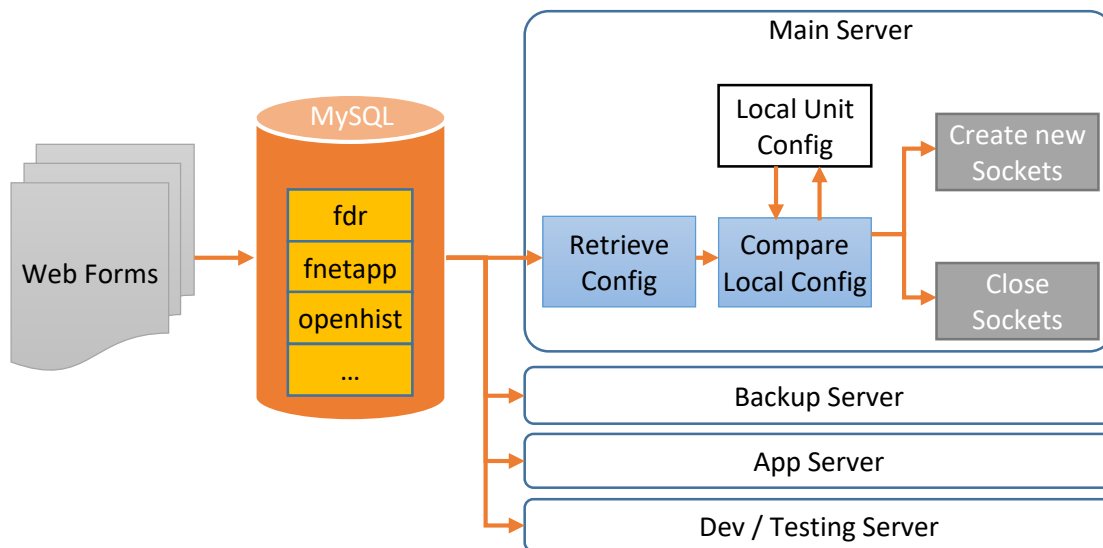 Main Server
MySQL
Local Unit
Config
Create new
Sockets
fdr
Web Forms
fnetapp
Retrieve
Config
Compare
Local Config
openhist
Close
Sockets
...
Backup Server
App Server
Dev / Testing Server